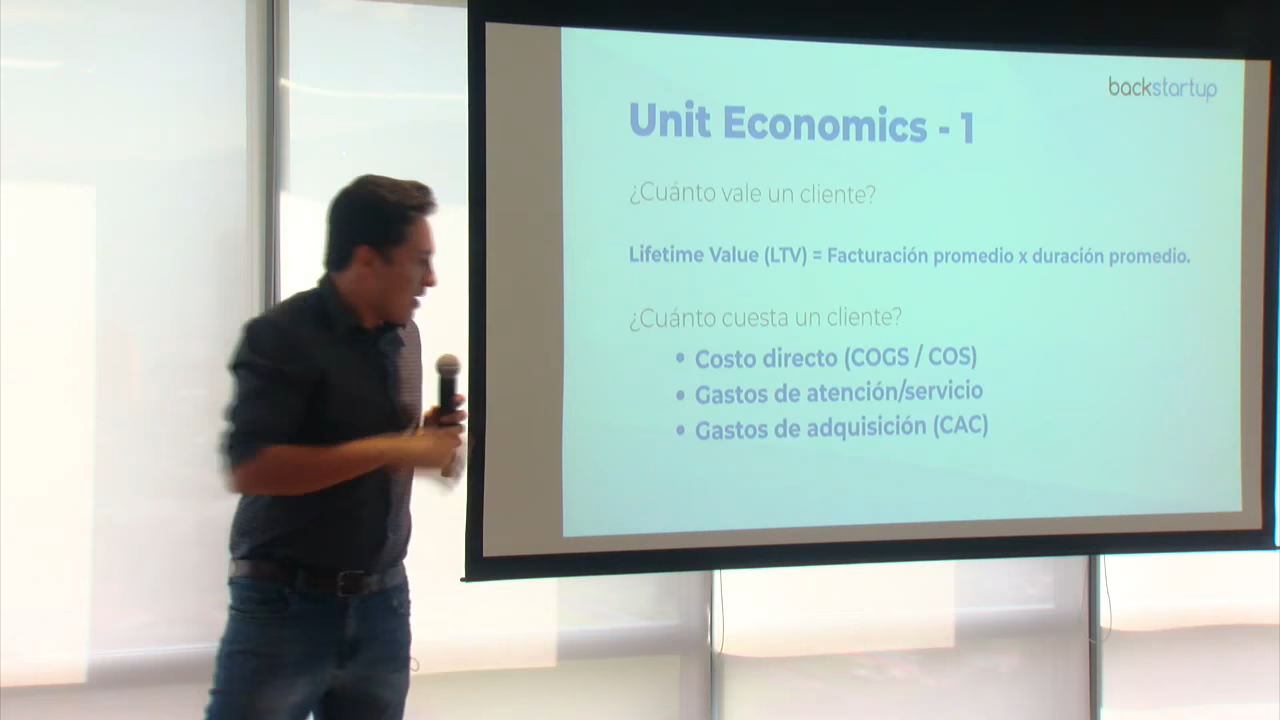 backstartup
Unit Economics - 1
¿Cuánto vale un cliente?
Lifetime Value (LTV) = Facturación promedio x duración promedio.
¿Cuánto cuesta un cliente?
• Costo directo (COGS / COS)
• Gastos de atención/servicio
• Gastos de adquisición (CAC)